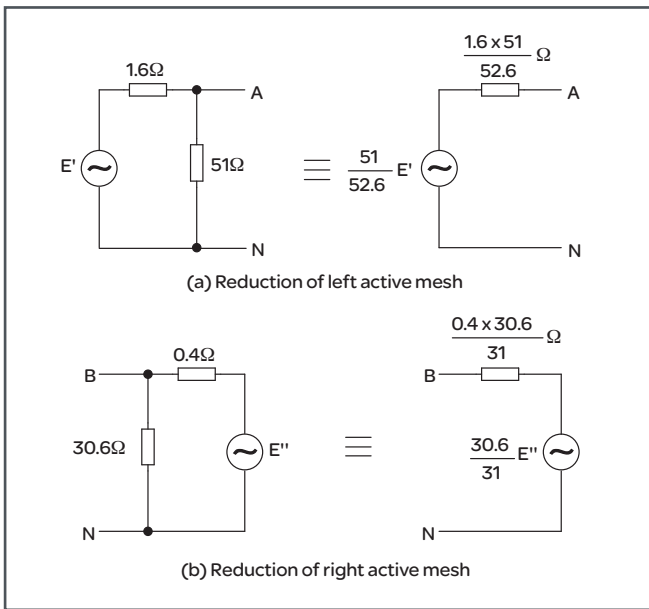 1.6 x 51
1.6Ω
52.6
Ω
A
A
E'
51Ω
51
52.6
E'
N
N
(a) Reduction of left active mesh
0.4 x 30.6
0.4Ω
31
Ω
B
B
30.6Ω
E''
30.6
31
E''
N
N
(b) Reduction of right active mesh